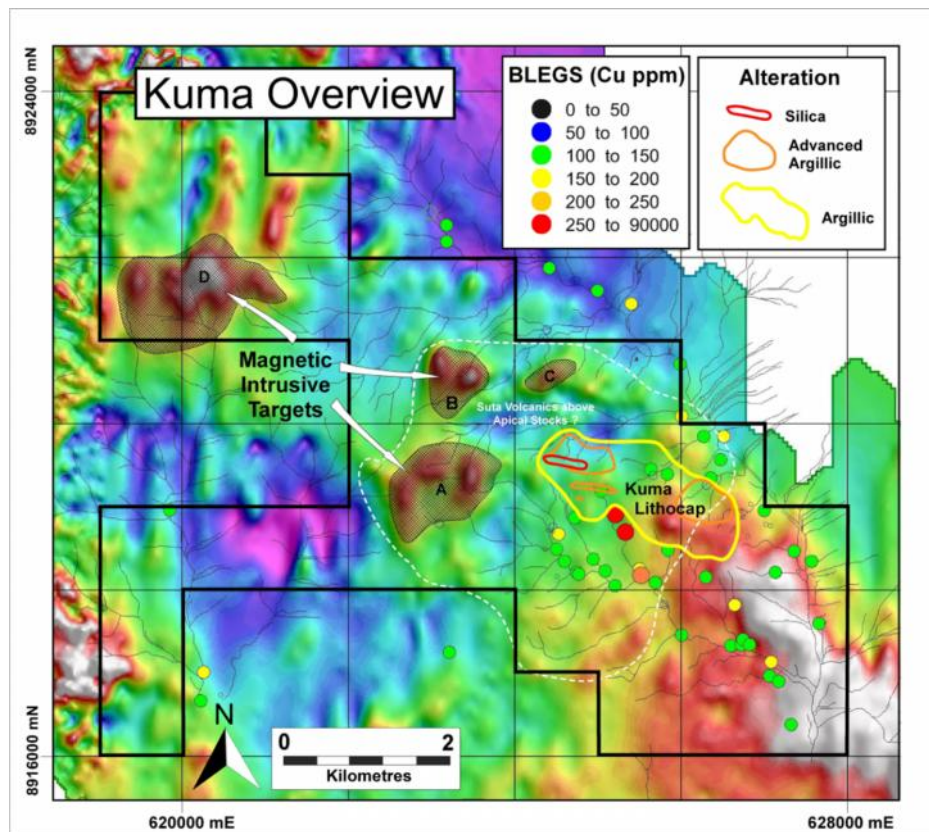 Kuma Overview
BLEGS (Cu ppm)
0 to 50
50 to 100
100 to 150
150 to 200
200 to 250
250 to 90000
Alteration
Silica
Advanced
Argillic
Argillic
8924000 mN
8916000 mN
D
Magnetic
Intrusive
Targets
B
C
Suta Volcanics above
Apical Stocks ?
A
Kuma
Lithocap
N
0
2
Kilometres
620000 mE
628000 mE